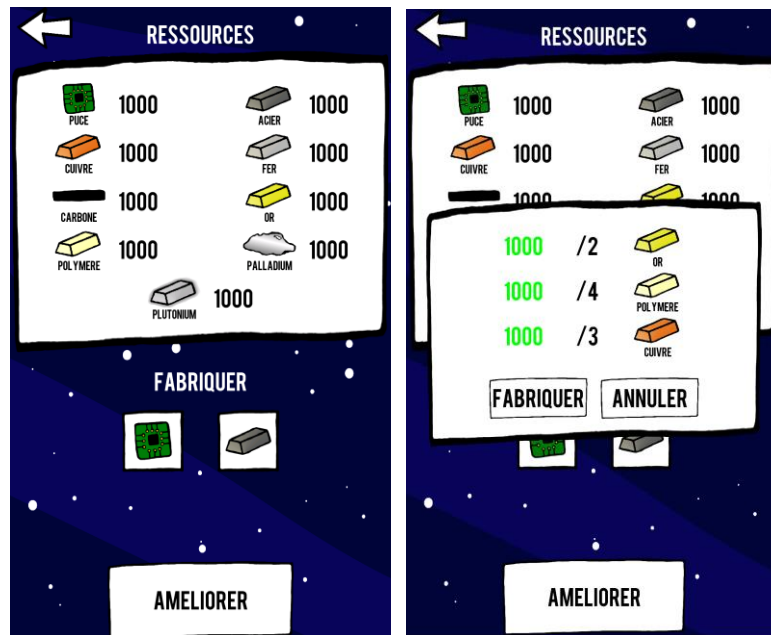 RESSOURCES
1000 1000
PUCE ACIER
1000 1000
CUIVRE FER
1000 1000
CARBONE OR
1000 1000
POLYMERE PALLADIUM
1000
PLUTONIUM
FABRIQUER
AMELIORER
RESSOURCES
1000 1000
PUCE ACIER
1000 1000
CUIVRE FER
1000 1000
1000 /2
OR
1000 /4
POLYMERE
1000 /3
CUIVRE
FABRIQUER ANNULER
AMELIORER